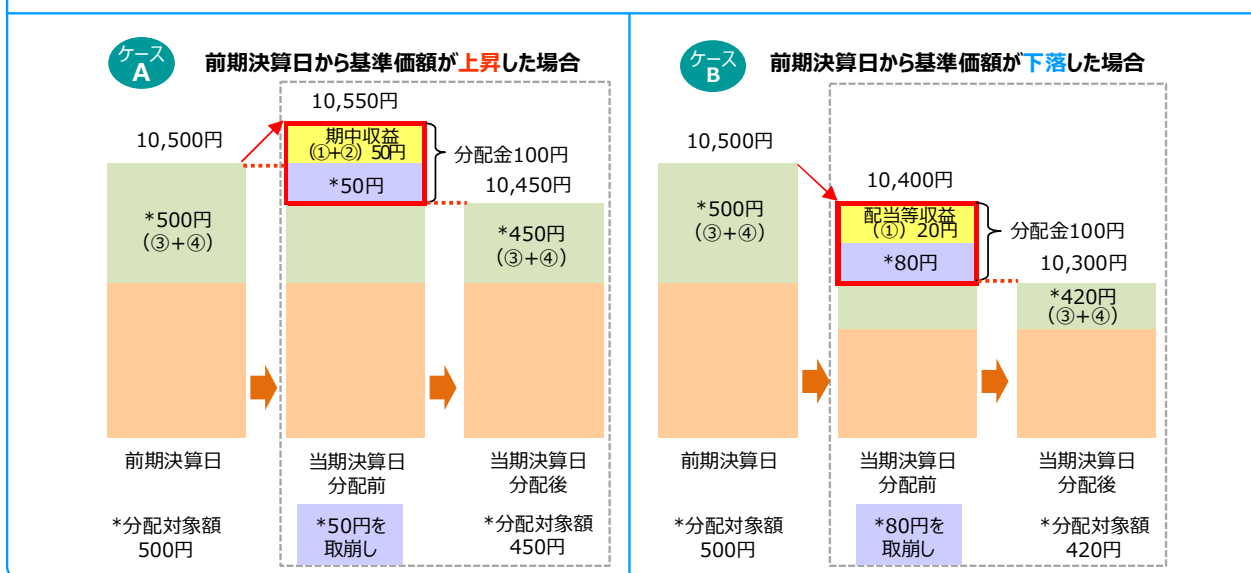 ケース
A
前期決算日から基準価額が上昇した場合
10,550円
10,500円
期中収益
(①+②) 50円
*50円
分配金100円
10,450円
*500円
(③+④)
*450円
(③+④)
前期決算日
当期決算日
分配前
当期決算日
分配後
*分配対象額
500円
*50円を
取崩し
*分配対象額
450円
ケース
B
前期決算日から基準価額が下落した場合
10,500円
10,400円
配当等収益
(①) 20円
*80円
分配金100円
10,300円
*500円
(③+④)
*420円
(③+④)
前期決算日
当期決算日
分配前
当期決算日
分配後
*分配対象額
500円
*80円を
取崩し
*分配対象額
420円